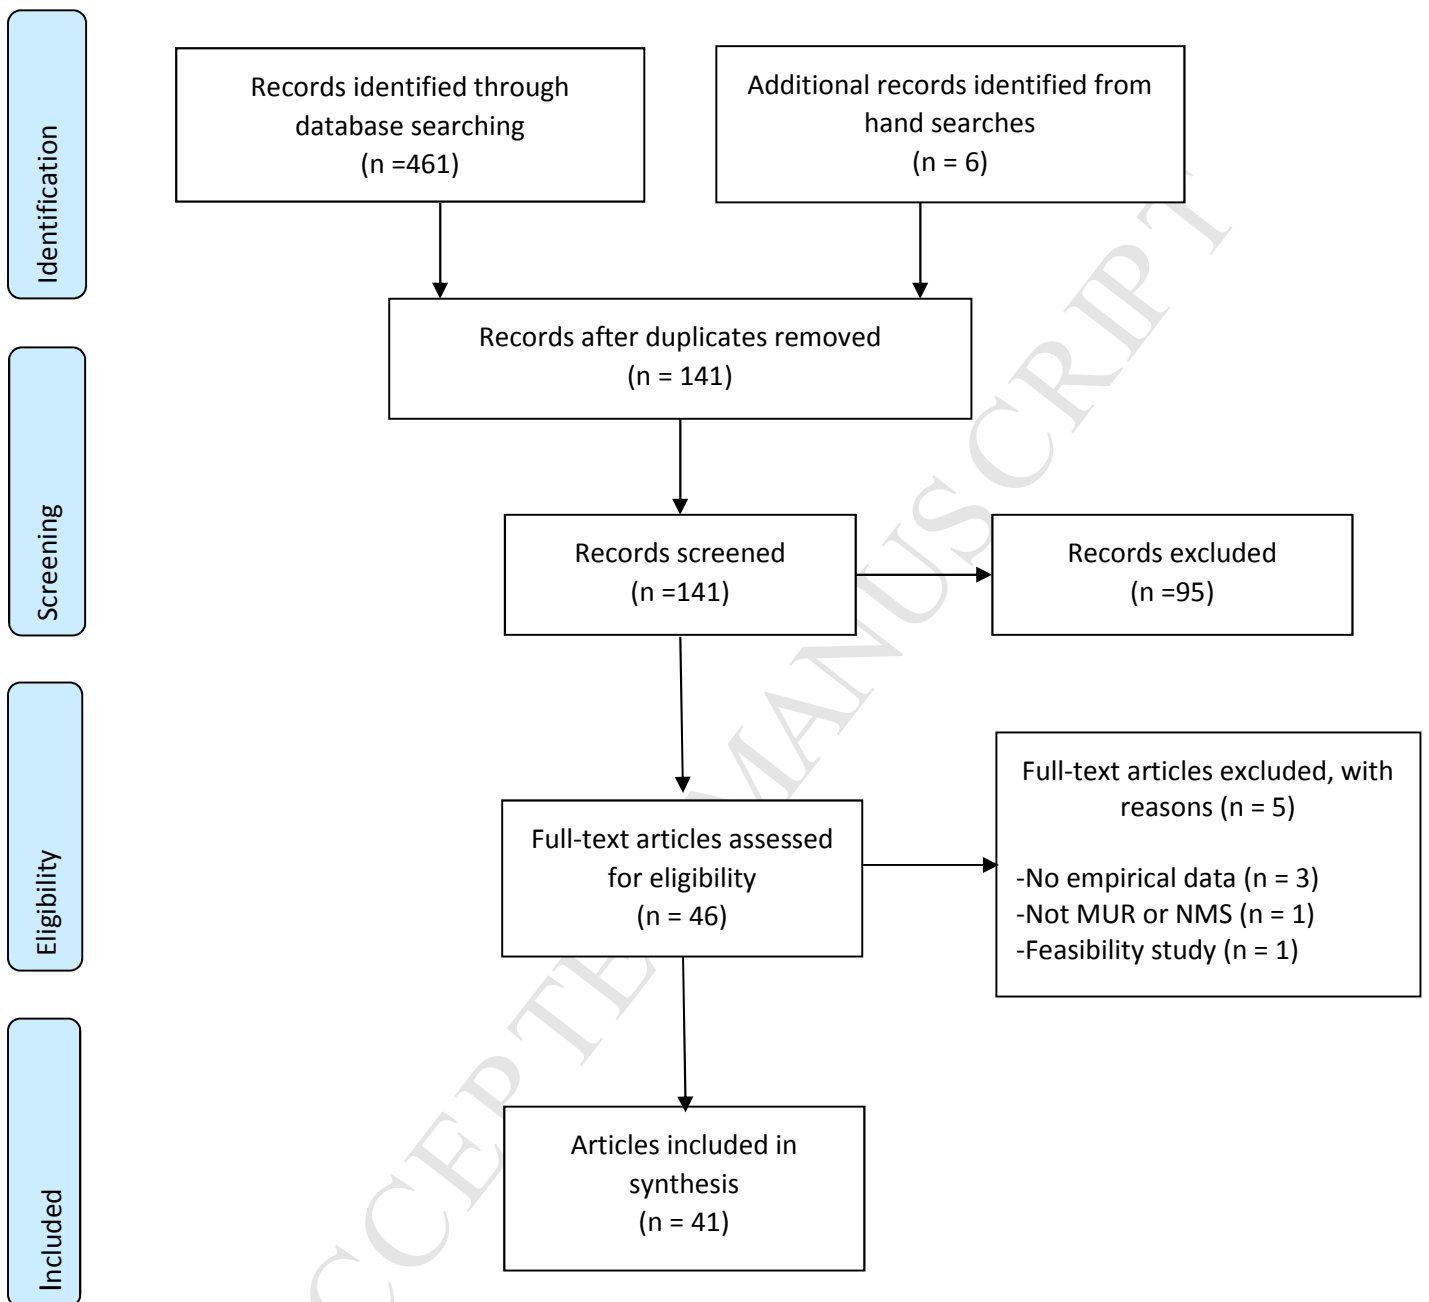 Identification
Records identified through
database searching
(n =461)
Additional records identified from
hand searches
(n = 6)
Records after duplicates removed
(n = 141)
Screening
Records screened
(n =141)
Records excluded
(n =95)
Eligibility
Full-text articles assessed
for eligibility
(n = 46)
Full-text articles excluded, with
reasons (n = 5)
-No empirical data (n = 3)
-Not MUR or NMS (n = 1)
-Feasibility study (n = 1)
Included
Articles included in
synthesis
(n = 41)
CCEPTE MANUSCRIPT